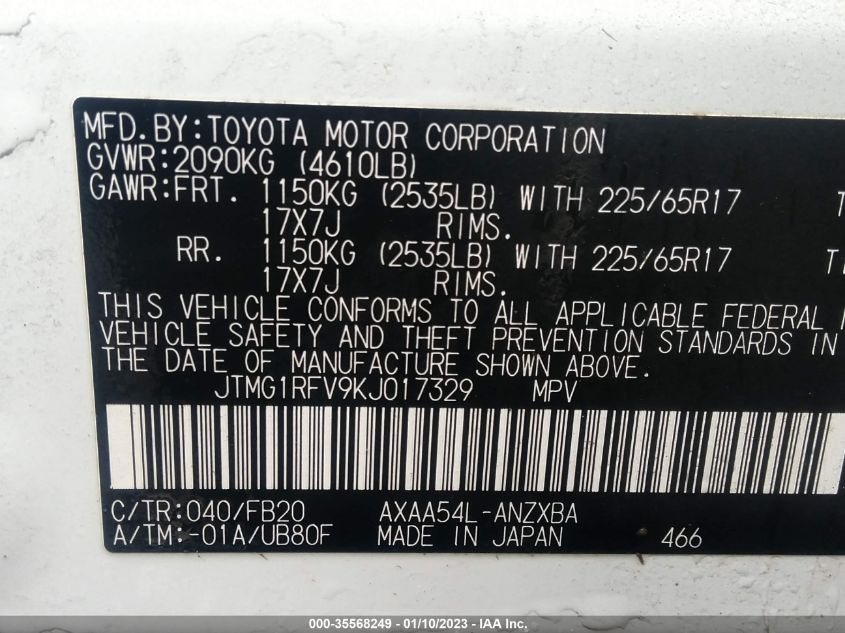 MFD.BY:TOYOTA MOTOR CORPORATION
GVWR:2090KG (4610LB)
GAWR:FRT. 1150KG (2535LB) WITH 225/65R17
17X7J RIMS.
RR. 1150KG (2535LB) WITH 225/65R17
17X7J RIMS.
THIS VEHICLE CONFORMS TO ALL APPLICABLE FEDERAL
VEHICLE SAFETY AND THEFT PREVENTION STANDARDS IN
THE DATE OF MANUFACTURE SHOWN ABOVE.
JTMG1RFV9KJ017329 MPV
C/TR:040/FB20 AXAA54L-ANZXBA
A/TM:-01A/UB80F MADE IN JAPAN 466
000-35568249 - 01/10/2023 - IAA Inc.